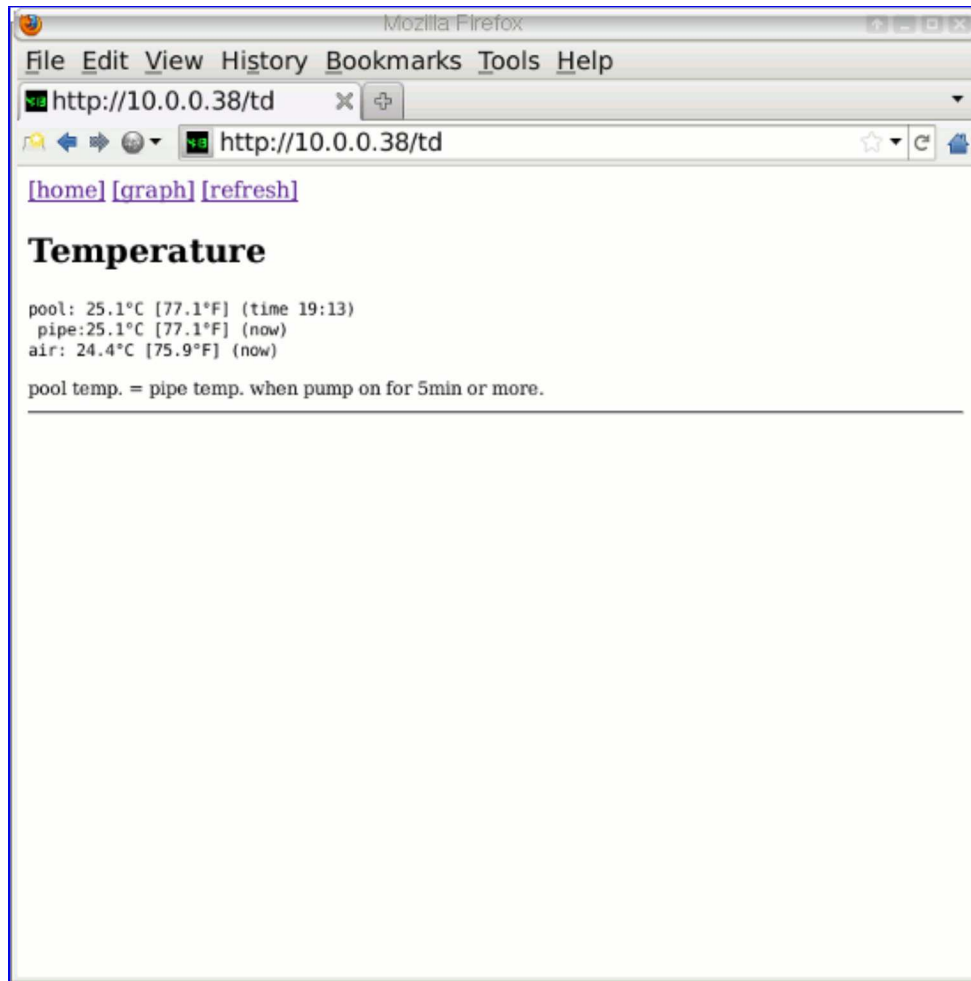 Mozilla Firefox
File Edit View History Bookmarks Tools Help
http://10.0.0.38/td
http://10.0.0.38/td
[home] [graph] [refresh]
Temperature
pool: 25.1°C [77.1°F] (time 19:13)
pipe:25.1°C [77.1°F] (now)
air: 24.4°C [75.9°F] (now)
pool temp. = pipe temp. when pump on for 5min or more.